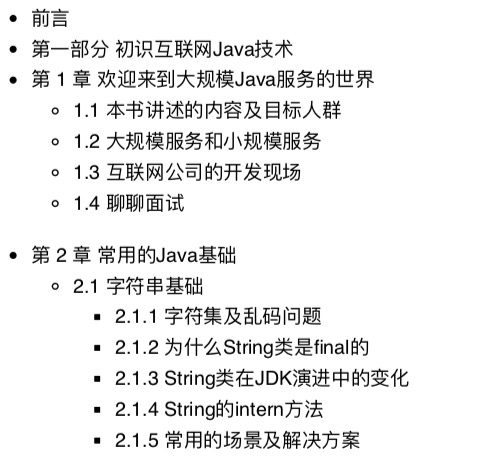 前言
第一部分 初识互联网Java技术
第 1 章 欢迎来到大规模Java服务的世界
1.1 本书讲述的内容及目标人群
1.2 大规模服务和小规模服务
1.3 互联网公司的开发现场
1.4 聊聊面试
第 2 章 常用的Java基础
2.1 字符串基础
2.1.1 字符集及乱码问题
2.1.2 为什么String类是final的
2.1.3 String类在JDK演进中的变化
2.1.4 String的intern方法
2.1.5 常用的场景及解决方案